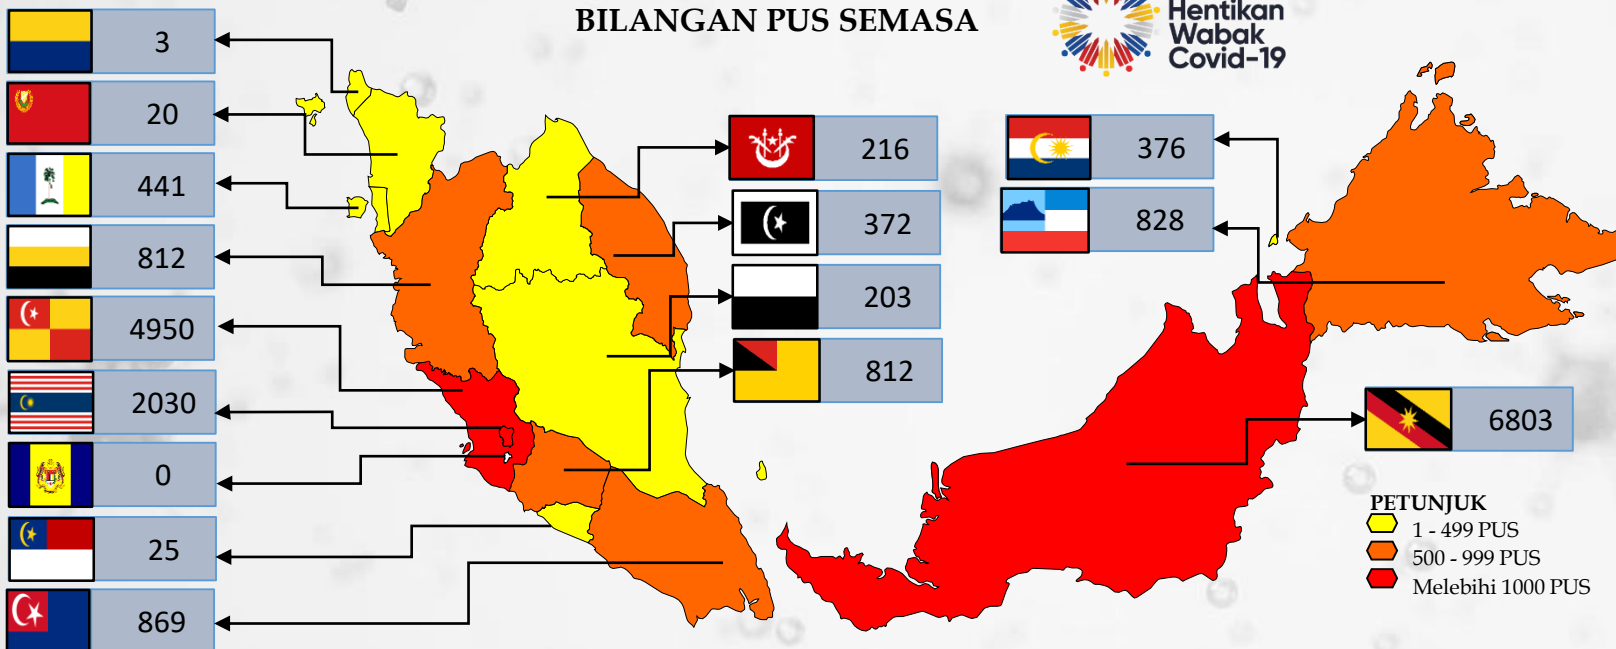 BILANGAN PUS SEMASA
Hentikan
Wabak
Covid-19
3
20
441
812
4950
2030
0
25
869
216
372
203
812
376
828
6803
PETUNJUK
1 - 499 PUS
500 - 999 PUS
Melebihi 1000 PUS